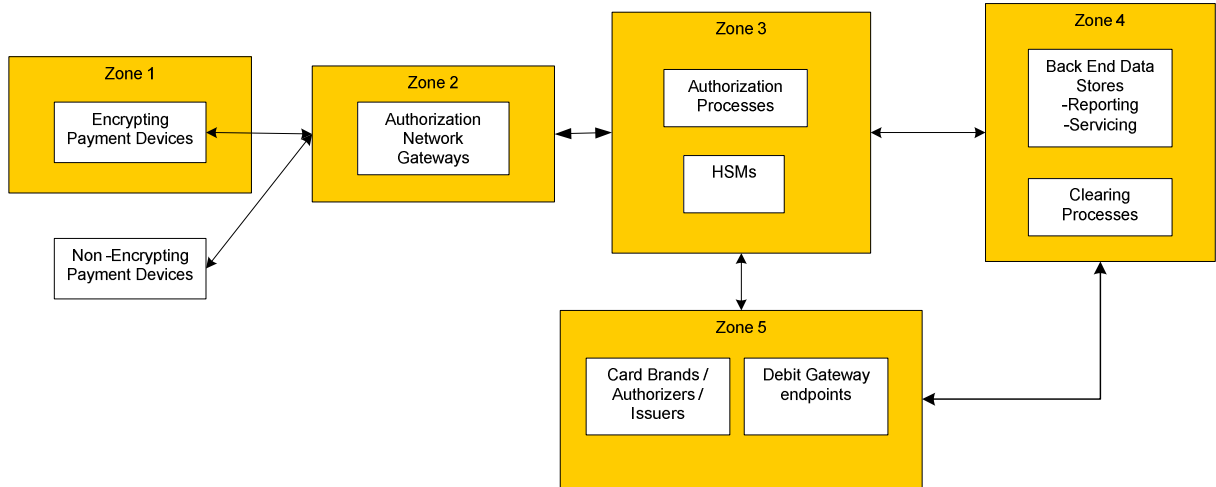 Zone 1
Encrypting
Payment Devices
Non -Encrypting
Payment Devices
Zone 2
Authorization
Network
Gateways
Zone 3
Authorization
Processes
HSMs
Zone 4
Back End Data
Stores
-Reporting
-Servicing
Clearing
Processes
Zone 5
Card Brands /
Authorizers /
Issuers
Debit Gateway
endpoints